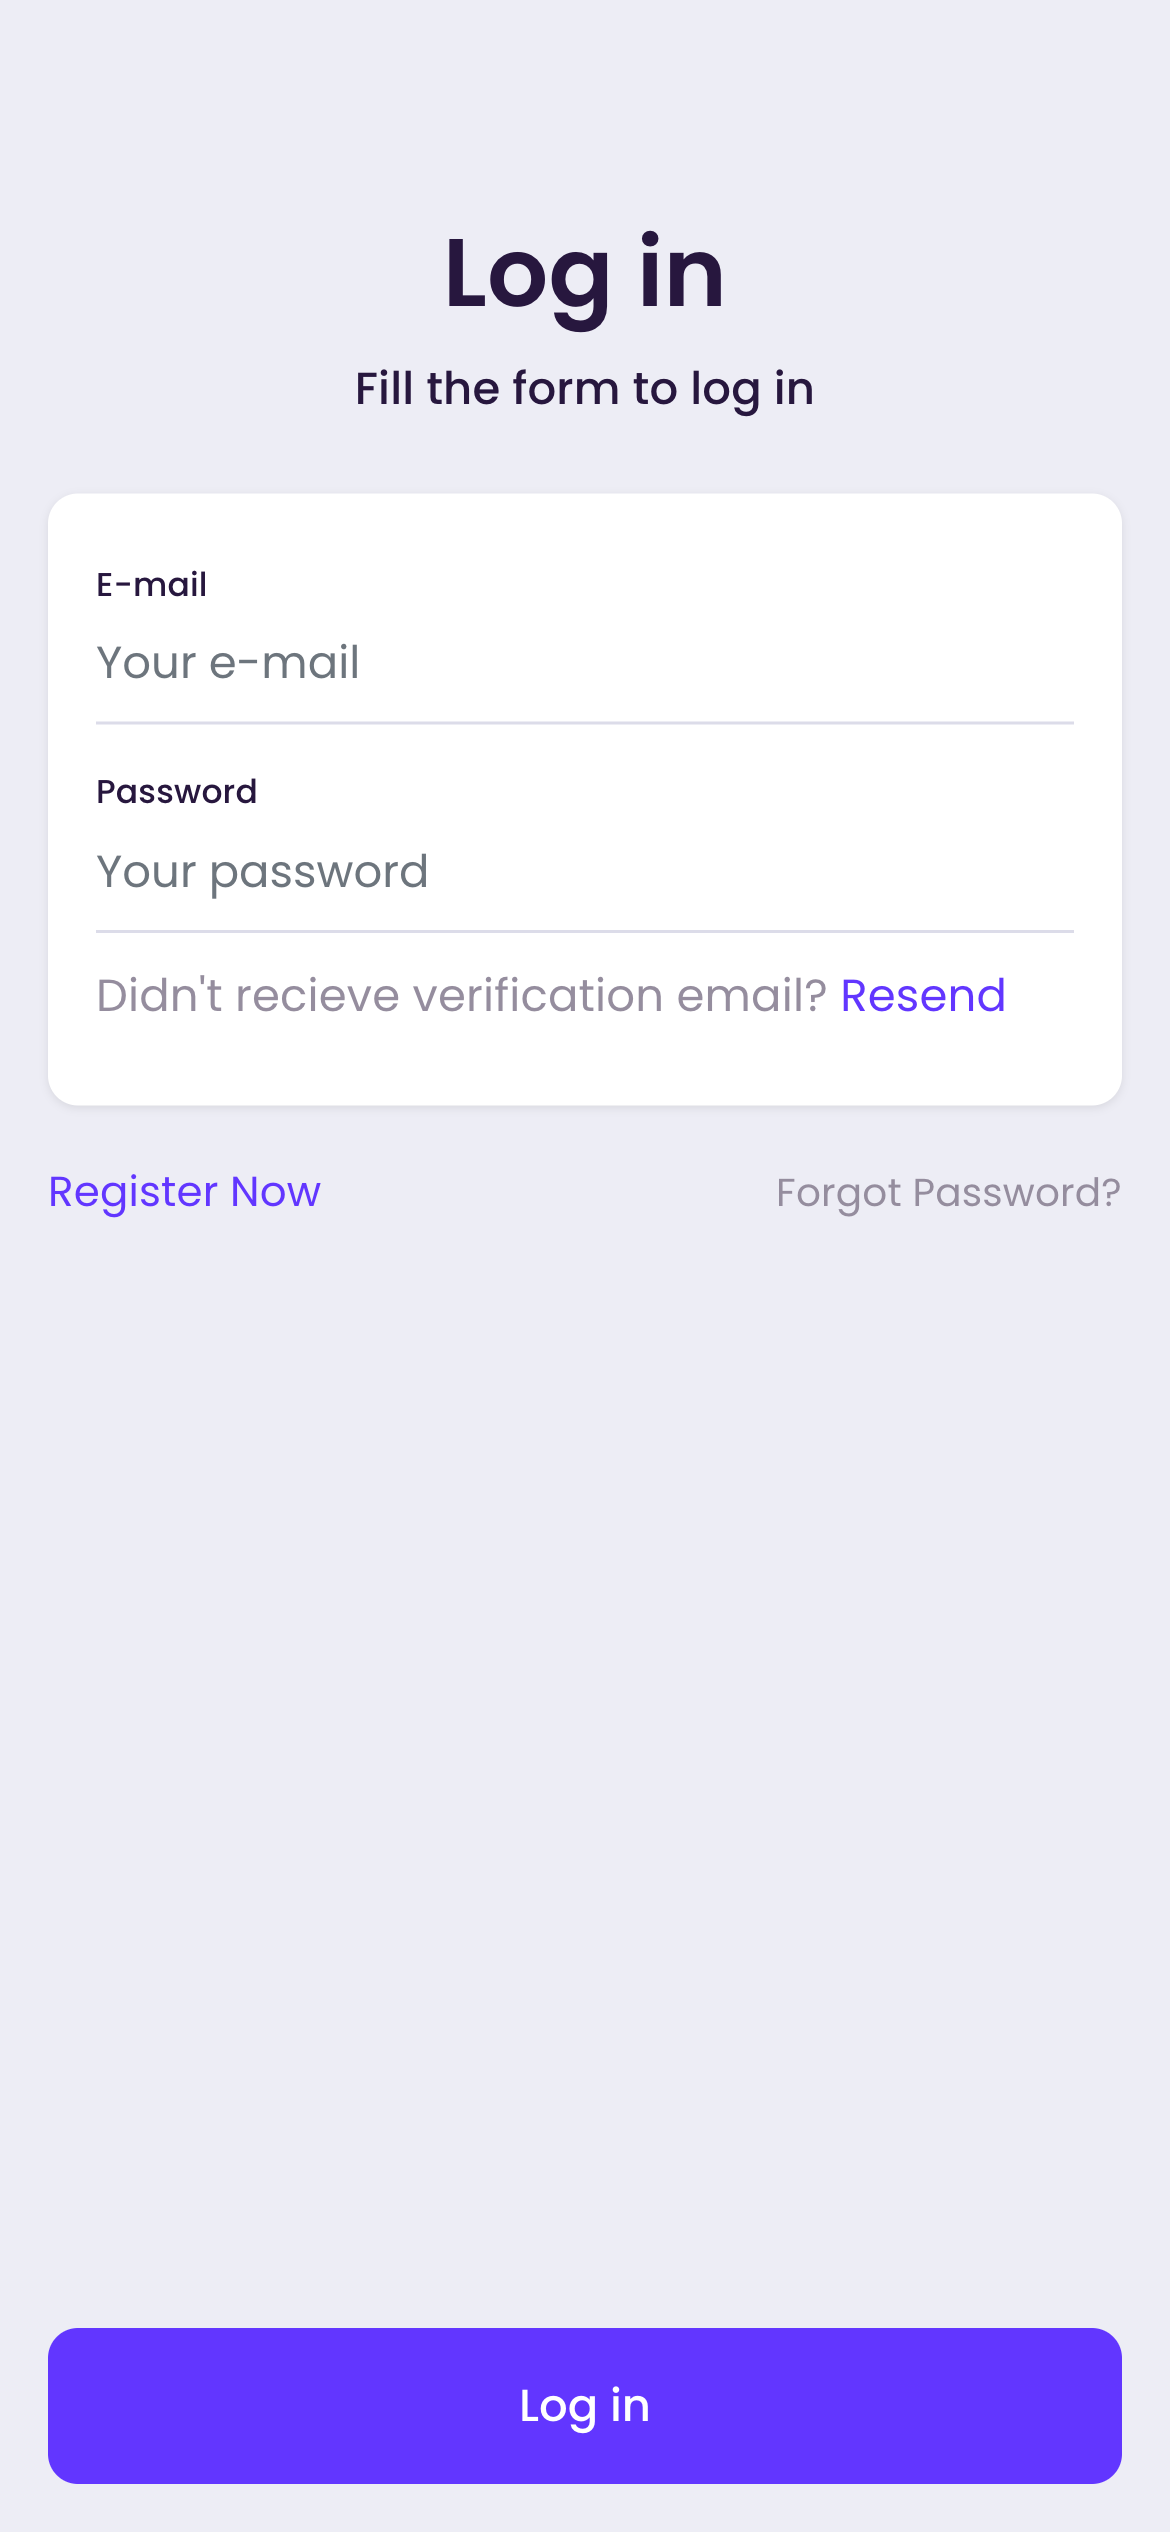 Log in
Fill the form to log in
E-mail
Your e-mail
Password
Your password
Didn't recieve verification email? Resend
Register Now
Forgot Password?
Log in